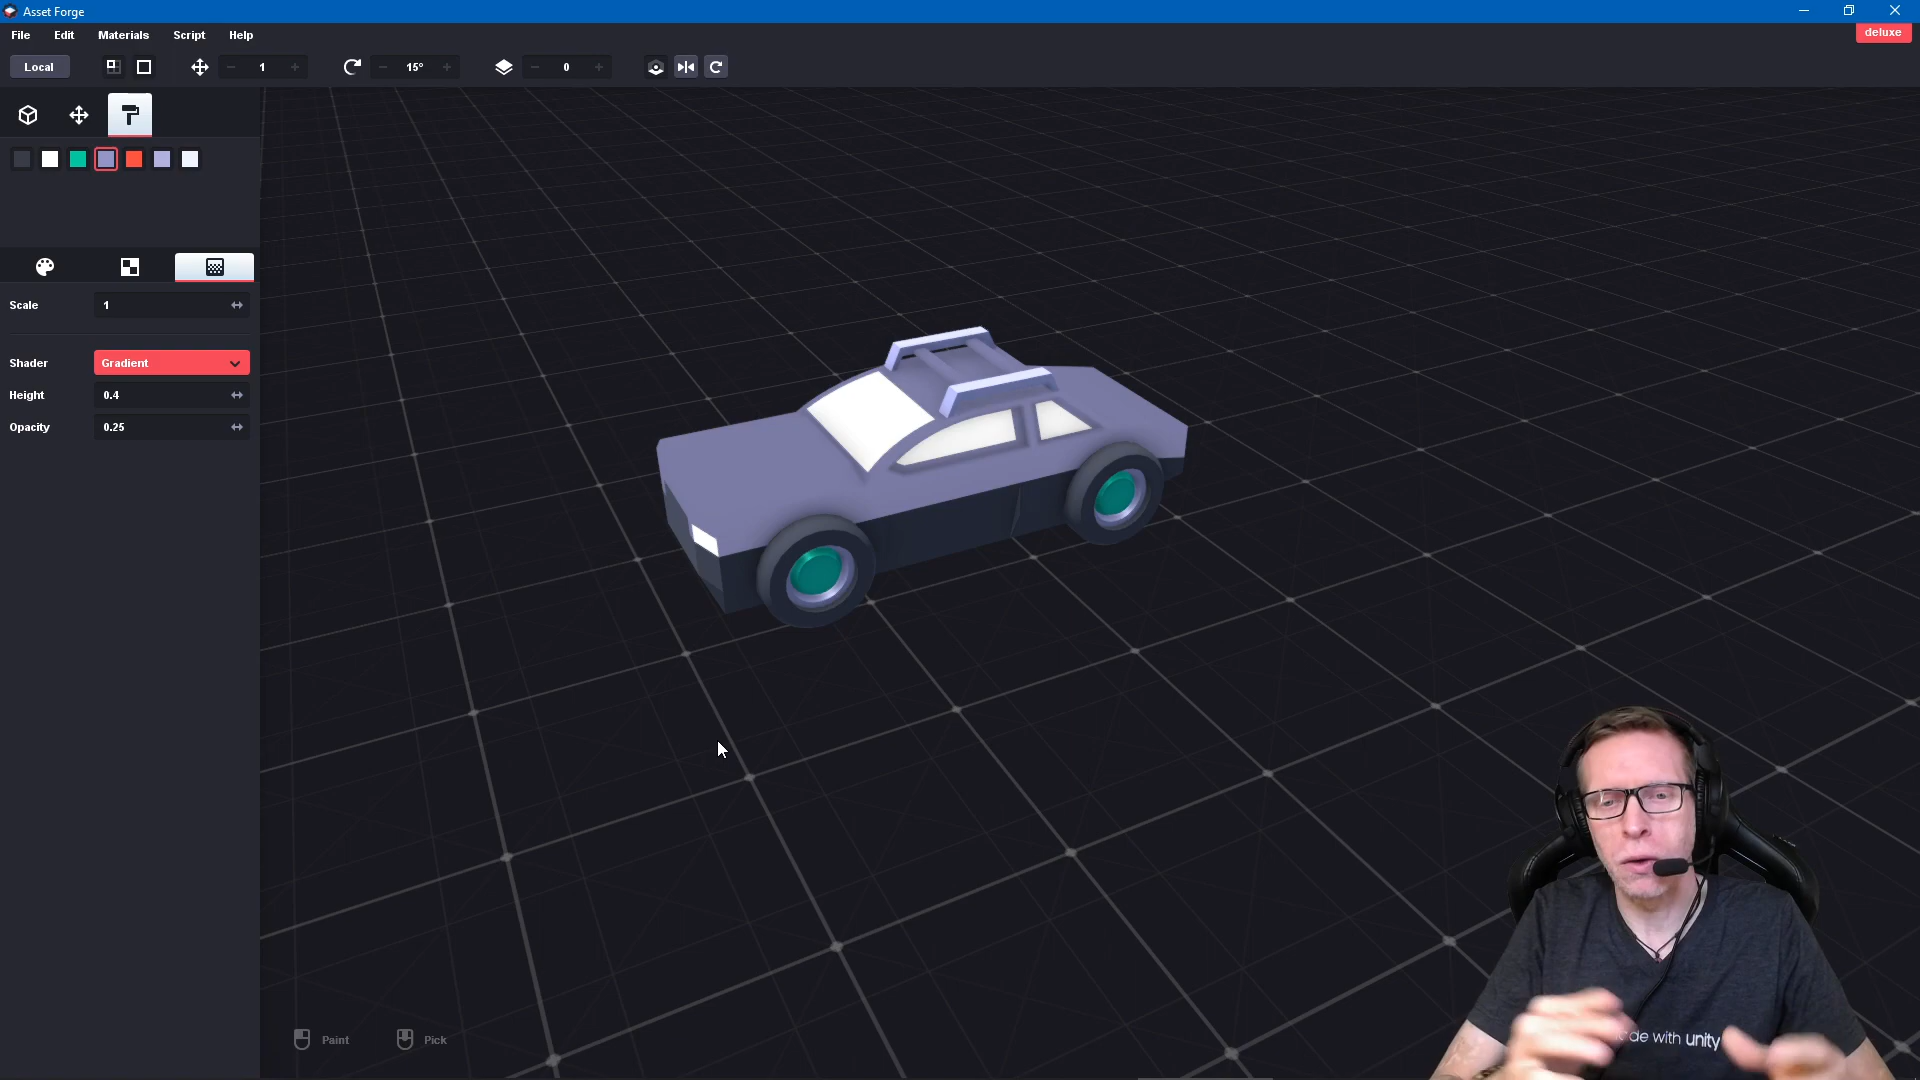 Asset Forge
File Edit Materials Script Help
deluxe
Local 1 15° 0
Scale 1
Shader Gradient
Height 0.4
Opacity 0.25
Paint Pick
de with unity